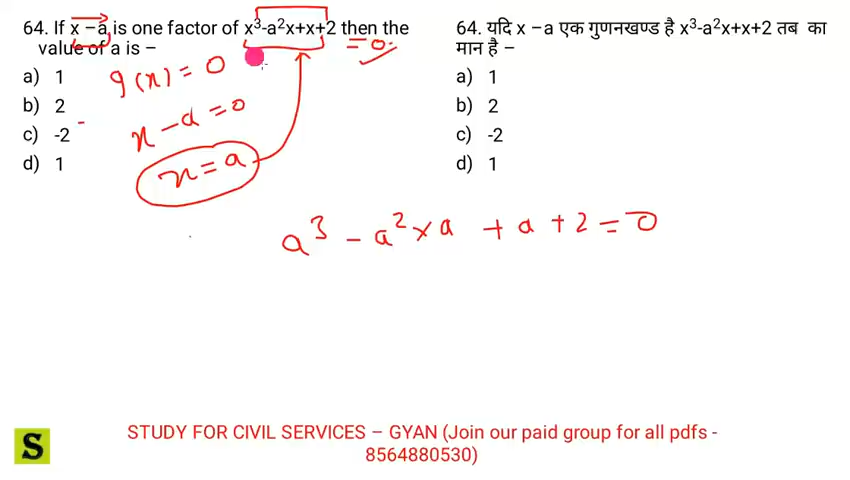 64. If x – a is one factor of x³-a²x+x+2 then the
value of a is –
a) 1
b) 2
c) -2
d) 1
= 0.
g(x) = 0
x – a = 0
x = a
a³ – a² × a + a + 2 = 0
64. यदि x – a एक गुणनखण्ड है x³-a²x+x+2 तब का
मान है –
a) 1
b) 2
c) -2
d) 1
S
STUDY FOR CIVIL SERVICES – GYAN (Join our paid group for all pdfs -
8564880530)